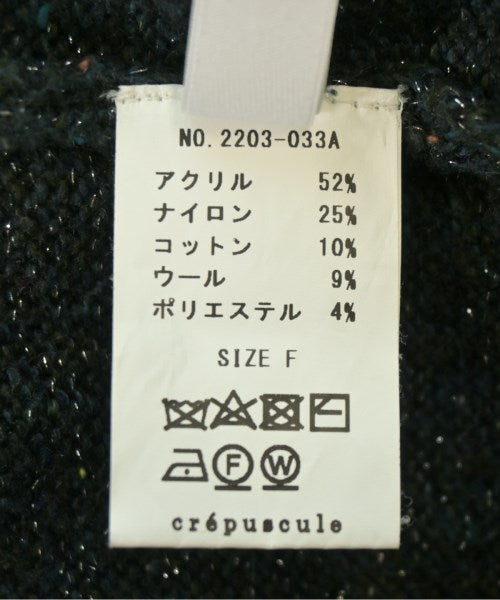 NO. 2203-033A
アクリル 52%
ナイロン 25%
コットン 10%
ウール 9%
ポリエステル 4%
SIZE F
F W
crépuscule